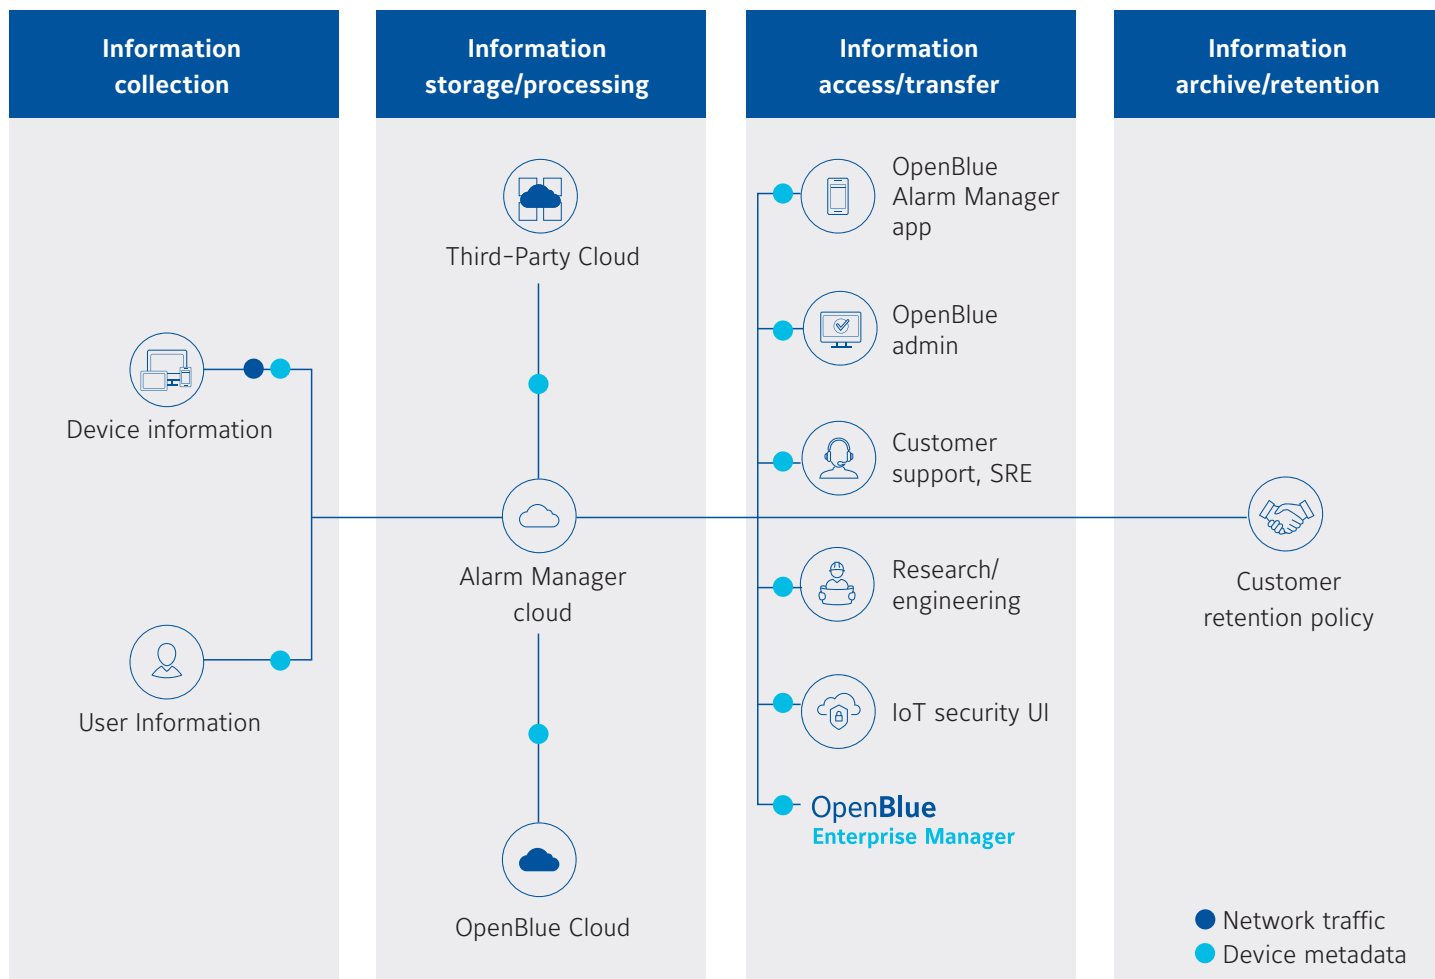 Information
collection
Information
storage/processing
Information
access/transfer
Information
archive/retention
Device information
User Information
Third-Party Cloud
Alarm Manager
cloud
OpenBlue Cloud
OpenBlue
Alarm Manager
app
OpenBlue
admin
Customer
support, SRE
Research/
engineering
IoT security UI
OpenBlue
Enterprise Manager
Customer
retention policy
Network traffic
Device metadata